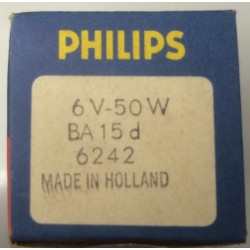 PHILIPS
6V-50W
BA15d
6242
MADE IN HOLLAND